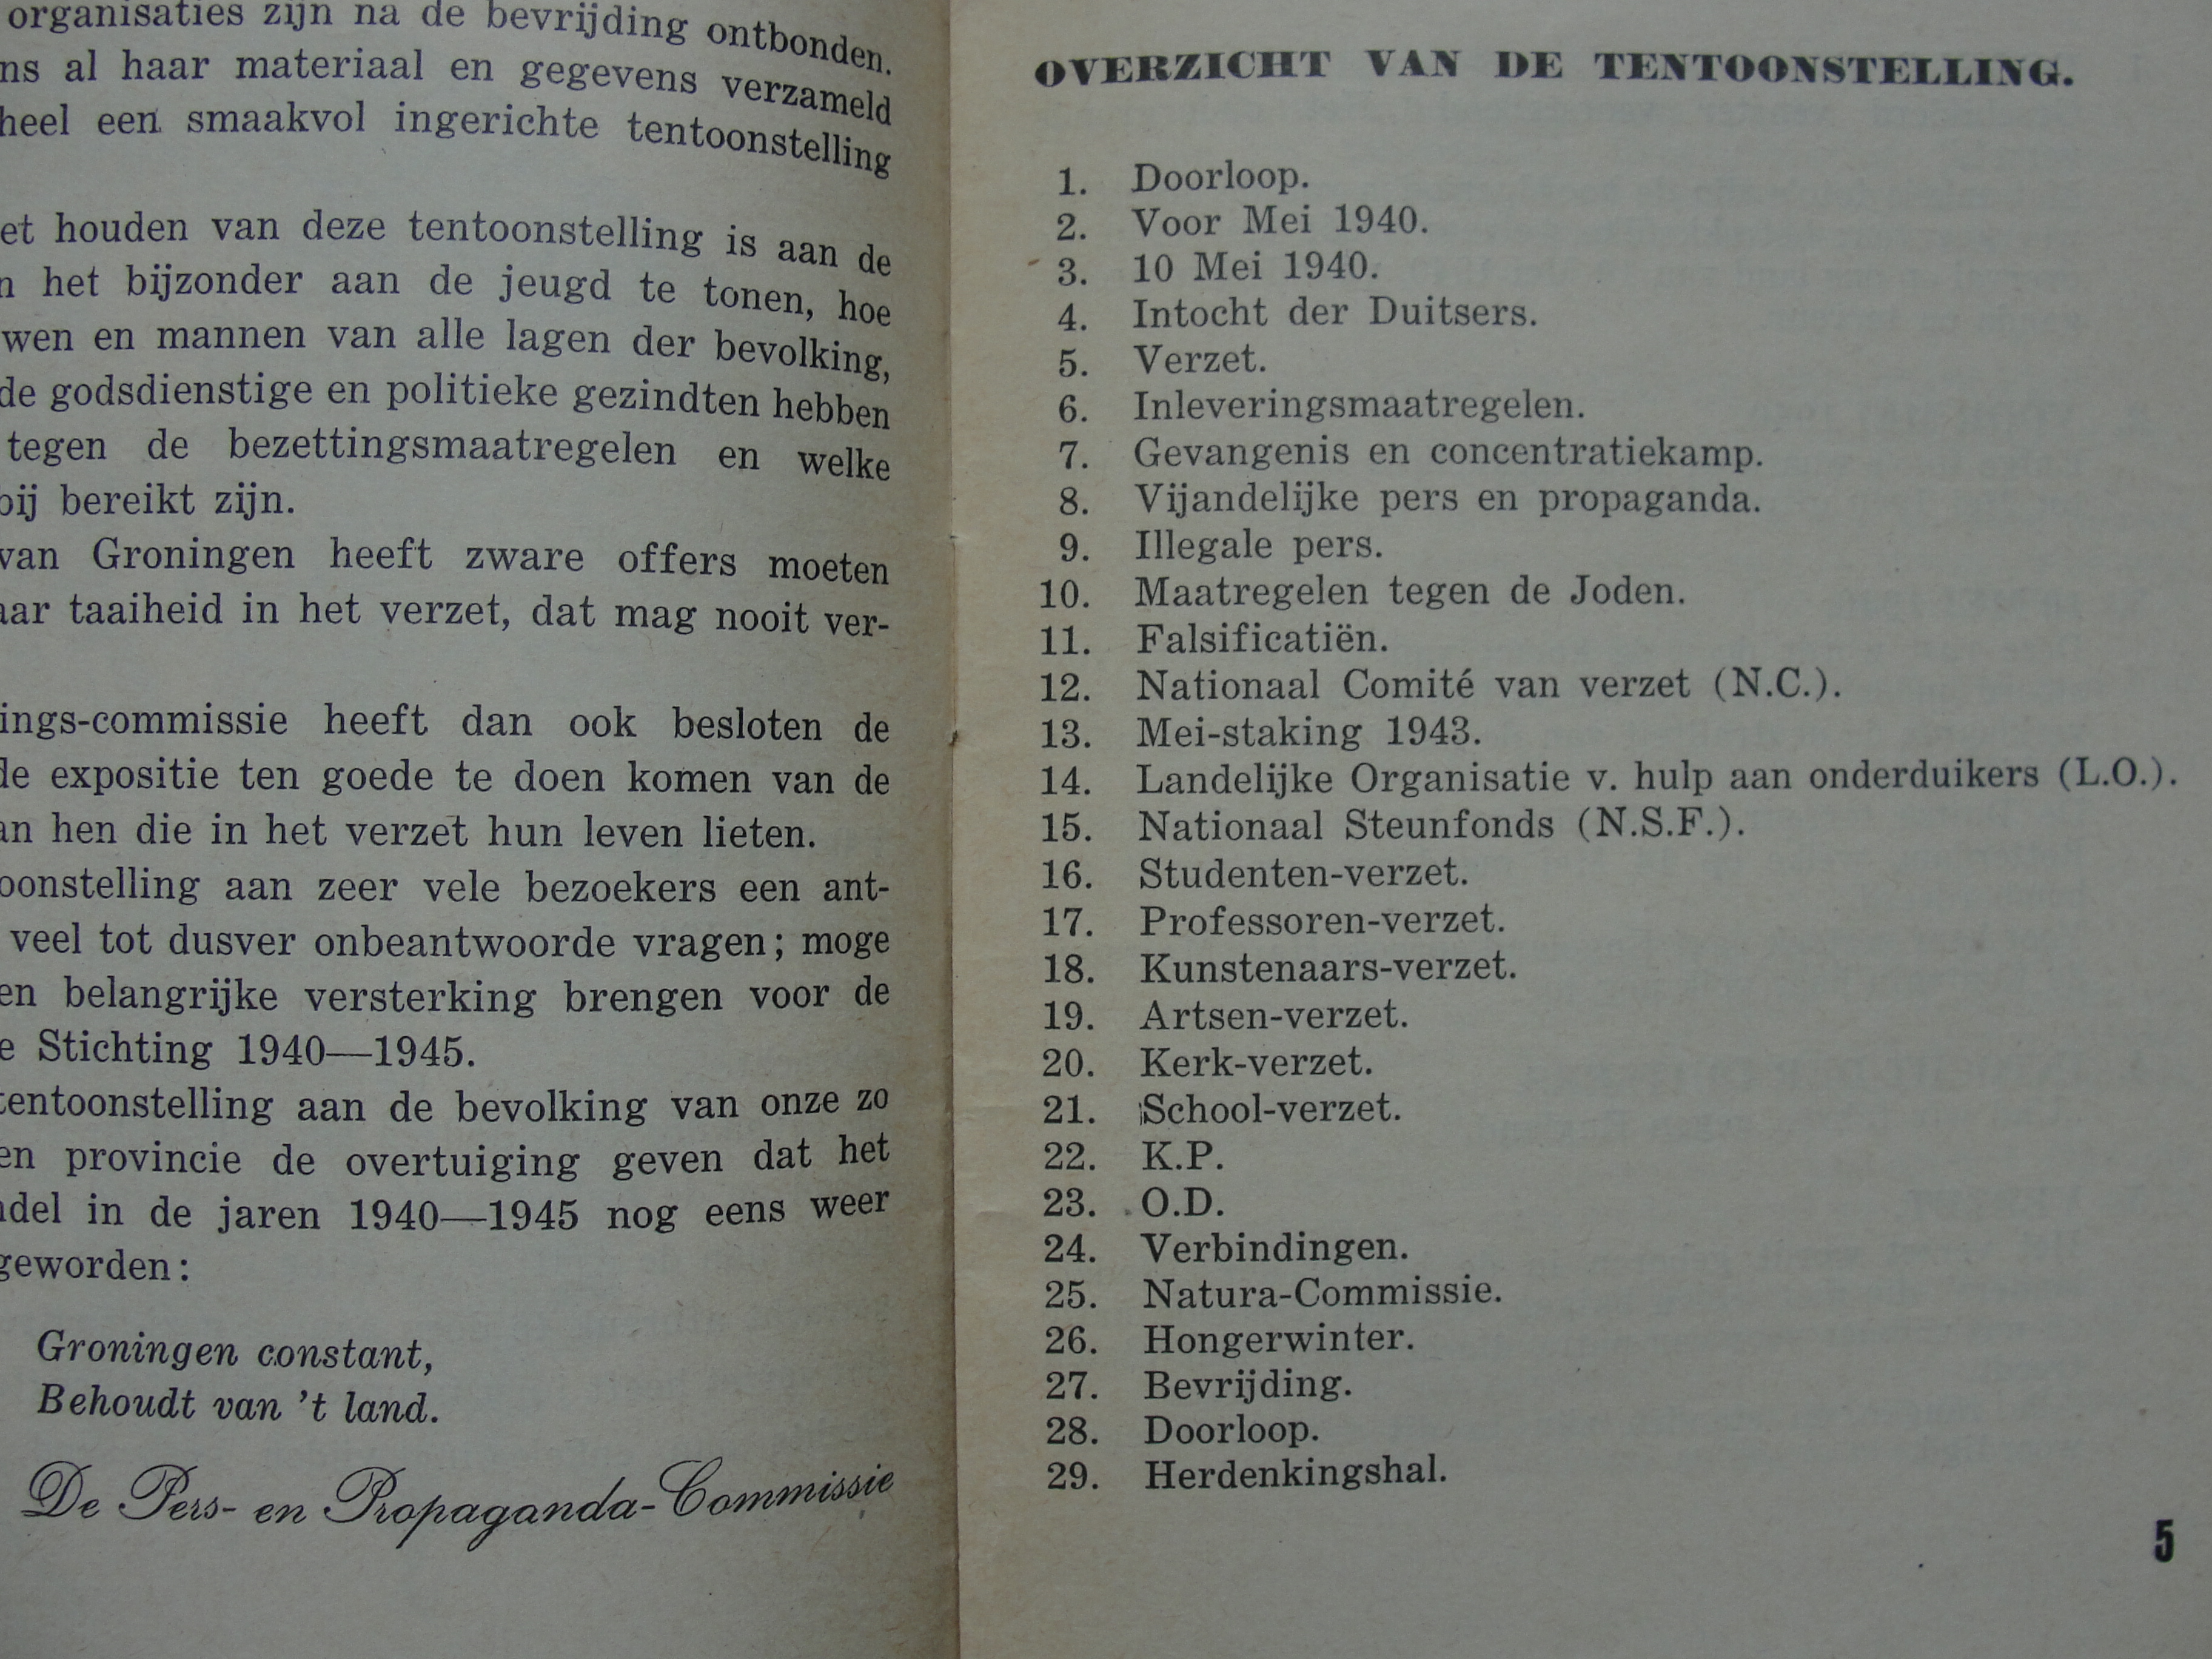 organisaties zijn na de bevrijding ontbonden.
ns al haar materiaal en gegevens verzameld
heel een smaakvol ingerichte tentoonstelling
et houden van deze tentoonstelling is aan de
n het bijzonder aan de jeugd te tonen, hoe
wen en mannen van alle lagen der bevolking,
de godsdienstige en politieke gezindten hebben
tegen de bezettingsmaatregelen en welke
bij bereikt zijn.
van Groningen heeft zware offers moeten
aar taaiheid in het verzet, dat mag nooit ver-
ings-commissie heeft dan ook besloten de
de expositie ten goede te doen komen van de
an hen die in het verzet hun leven lieten.
oonstelling aan zeer vele bezoekers een ant-
veel tot dusver onbeantwoorde vragen; moge
en belangrijke versterking brengen voor de
e Stichting 1940—1945.
tentoonstelling aan de bevolking van onze zo
en provincie de overtuiging geven dat het
ndel in de jaren 1940—1945 nog eens weer
geworden:
Groningen constant,
Behoudt van 't land.
De Pers- en Propaganda-Commissie
OVERZICHT VAN DE TENTOONSTELLING.
1. Doorloop.
2. Voor Mei 1940.
3. 10 Mei 1940.
4. Intocht der Duitsers.
5. Verzet.
6. Inleveringsmaatregelen.
7. Gevangenis en concentratiekamp.
8. Vijandelijke pers en propaganda.
9. Illegale pers.
10. Maatregelen tegen de Joden.
11. Falsificatiën.
12. Nationaal Comité van verzet (N.C.).
13. Mei-staking 1943.
14. Landelijke Organisatie v. hulp aan onderduikers (L.O.).
15. Nationaal Steunfonds (N.S.F.).
16. Studenten-verzet.
17. Professoren-verzet.
18. Kunstenaars-verzet.
19. Artsen-verzet.
20. Kerk-verzet.
21. School-verzet.
22. K.P.
23. O.D.
24. Verbindingen.
25. Natura-Commissie.
26. Hongerwinter.
27. Bevrijding.
28. Doorloop.
29. Herdenkingshal.
5